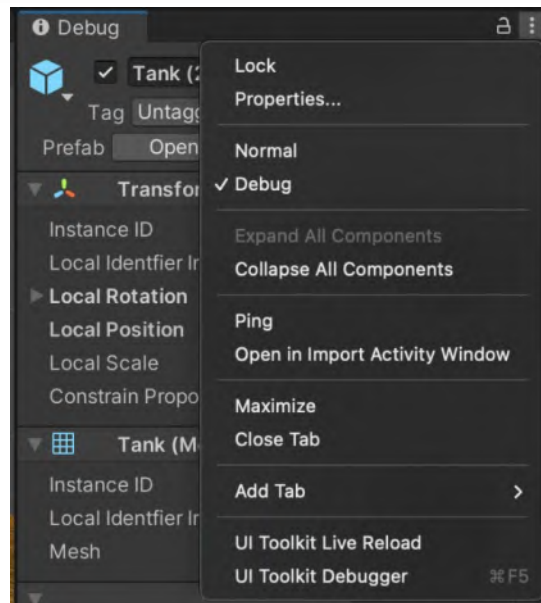 Debug
Tank (2
Tag Untagg
Prefab Open
Transfor
Instance ID
Local Identfier In
Local Rotation
Local Position
Local Scale
Constrain Propo
Tank (M
Instance ID
Local Identfier In
Mesh
Lock
Properties...
Normal
✓ Debug
Expand All Components
Collapse All Components
Ping
Open in Import Activity Window
Maximize
Close Tab
Add Tab >
UI Toolkit Live Reload
UI Toolkit Debugger ⌘F5